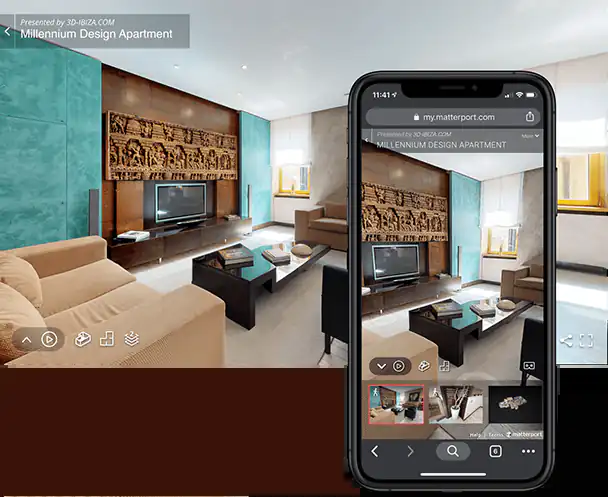 Presented by 3D-IBIZA.COM
Millennium Design Apartment
11:41
my.matterport.com
Presented by 3D-IBIZA.COM
More
MILLENNIUM DESIGN APARTMENT
Help | Terms matterport
6